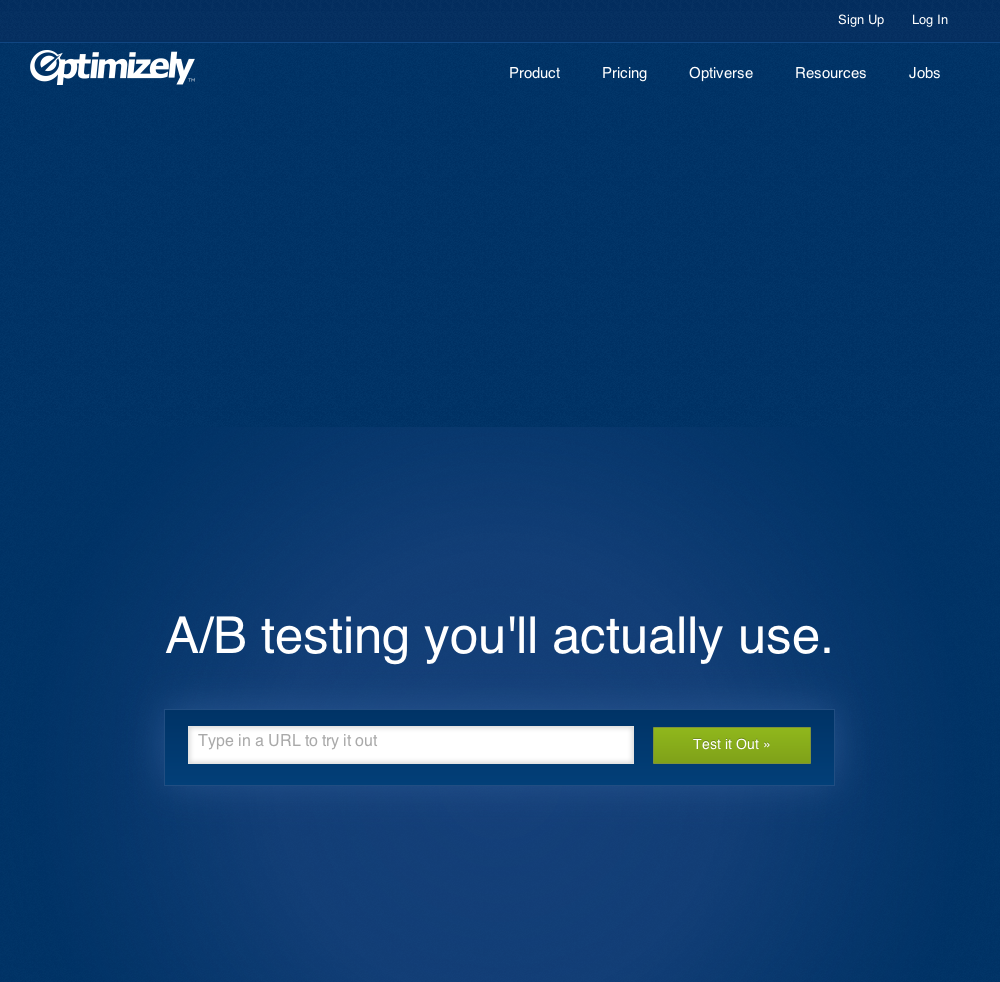 Sign Up Log In
Optimizely™
Product Pricing Optiverse Resources Jobs
A/B testing you'll actually use.
Type in a URL to try it out
Test it Out »